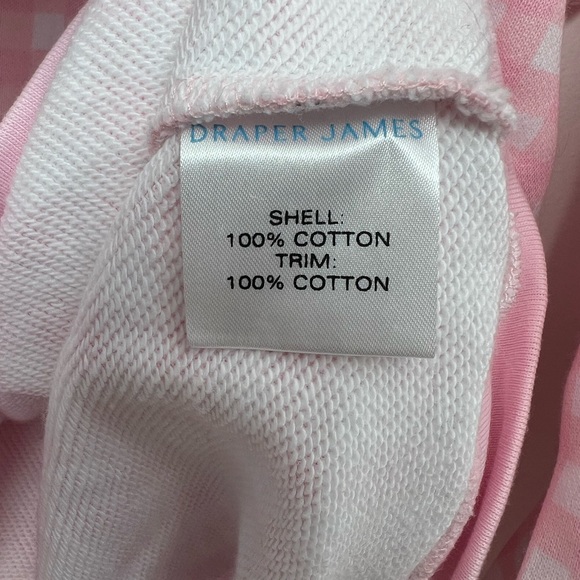 DRAPER JAMES
SHELL:
100% COTTON
TRIM:
100% COTTON